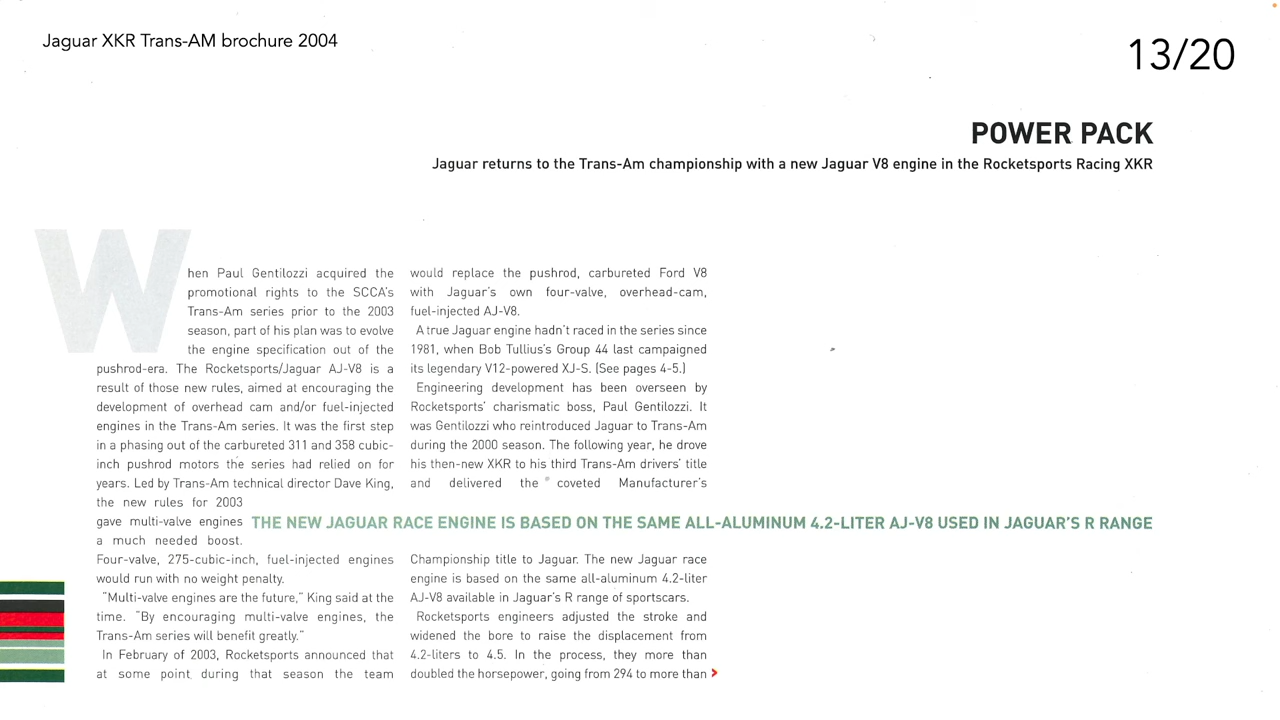 Jaguar XKR Trans-AM brochure 2004
13/20
POWER PACK
Jaguar returns to the Trans-Am championship with a new Jaguar V8 engine in the Rocketsports Racing XKR
When Paul Gentilozzi acquired the
promotional rights to the SCCA's
Trans-Am series prior to the 2003
season, part of his plan was to evolve
the engine specification out of the
pushrod-era. The Rocketsports/Jaguar AJ-V8 is a
result of those new rules, aimed at encouraging the
development of overhead cam and/or fuel-injected
engines in the Trans-Am series. It was the first step
in a phasing out of the carbureted 311 and 358 cubic-
inch pushrod motors the series had relied on for
years. Led by Trans-Am technical director Dave King,
the new rules for 2003
gave multi-valve engines
a much needed boost.
Four-valve, 275-cubic-inch, fuel-injected engines
would run with no weight penalty.
"Multi-valve engines are the future," King said at the
time. "By encouraging multi-valve engines, the
Trans-Am series will benefit greatly."
In February of 2003, Rocketsports announced that
at some point during that season the team
would replace the pushrod, carbureted Ford V8
with Jaguar's own four-valve, overhead-cam,
fuel-injected AJ-V8.
A true Jaguar engine hadn't raced in the series since
1981, when Bob Tullius's Group 44 last campaigned
its legendary V12-powered XJ-S. (See pages 4-5.)
Engineering development has been overseen by
Rocketsports' charismatic boss, Paul Gentilozzi. It
was Gentilozzi who reintroduced Jaguar to Trans-Am
during the 2000 season. The following year, he drove
his then-new XKR to his third Trans-Am drivers' title
and delivered the coveted Manufacturer's
THE NEW JAGUAR RACE ENGINE IS BASED ON THE SAME ALL-ALUMINUM 4.2-LITER AJ-V8 USED IN JAGUAR'S R RANGE
Championship title to Jaguar. The new Jaguar race
engine is based on the same all-aluminum 4.2-liter
AJ-V8 available in Jaguar's R range of sportscars.
Rocketsports engineers adjusted the stroke and
widened the bore to raise the displacement from
4.2-liters to 4.5. In the process, they more than
doubled the horsepower, going from 294 to more than >